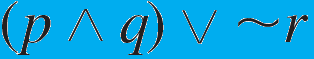 (p ∧ q) ∨ ~r